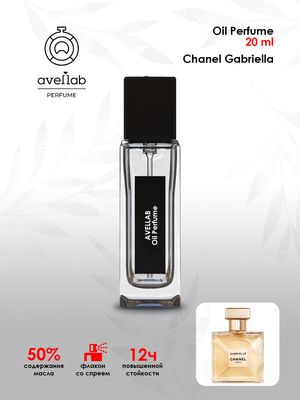 avellab
PERFUME
Oil Perfume
20 ml
Chanel Gabriella
AVELLAB
Oil Perfume
50%
содержания
масла
флакон
со спреем
12ч
повышенной
стойкости
GABRIELLE
CHANEL